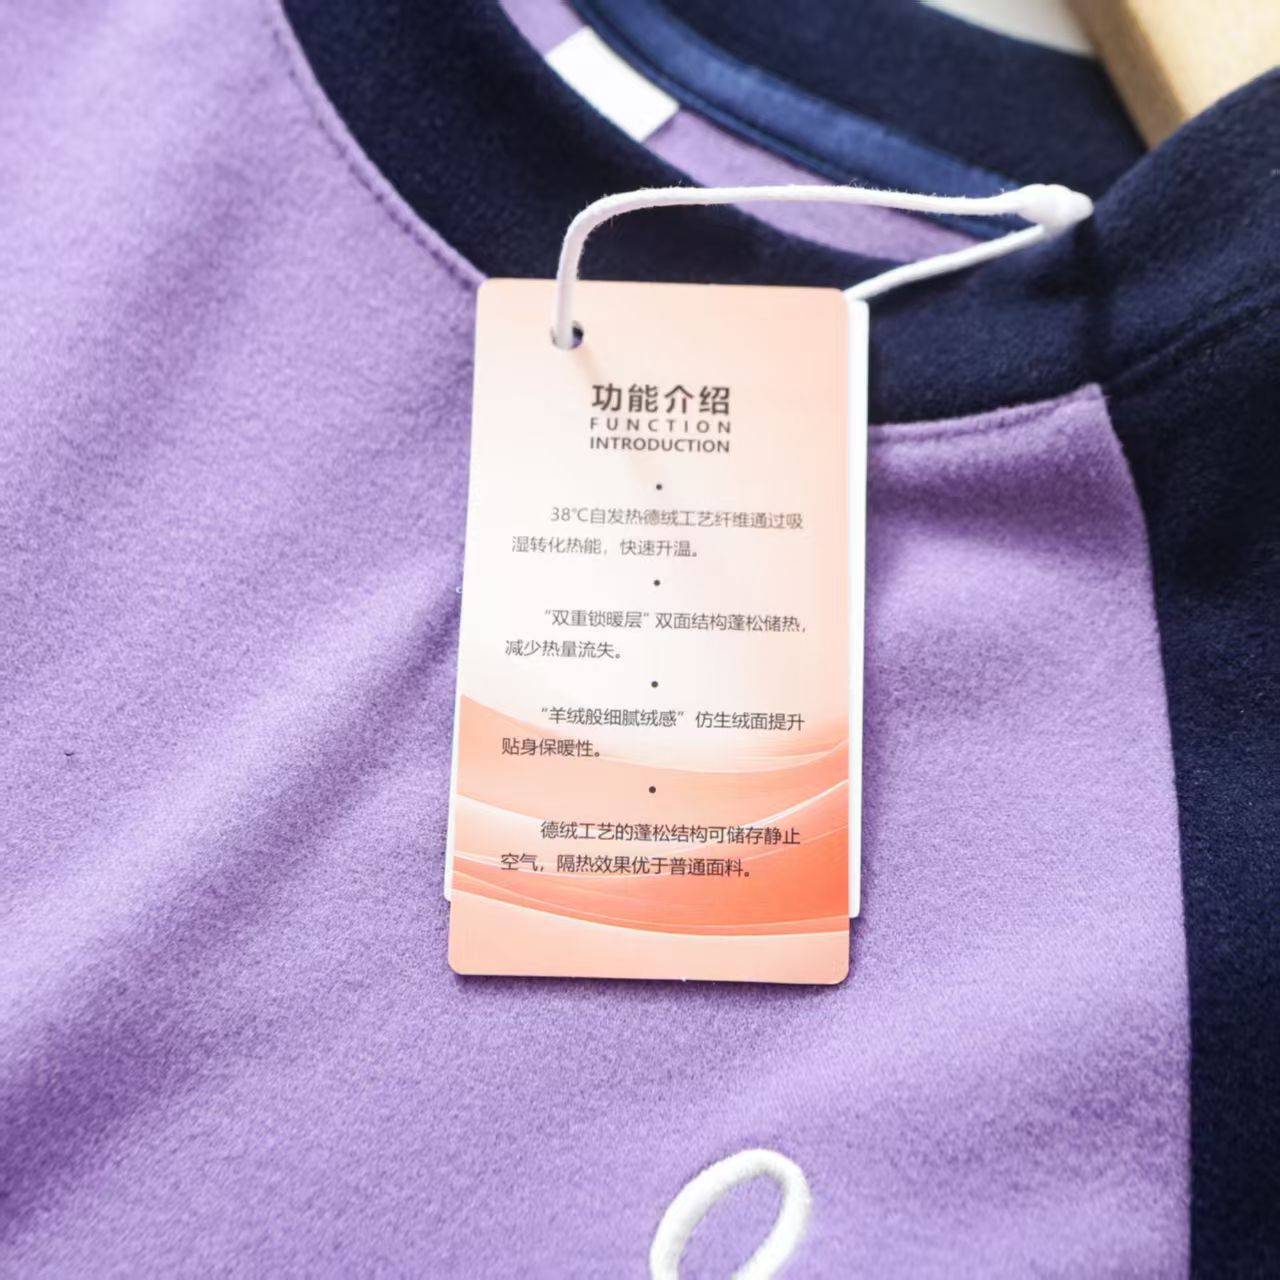 功能介绍
FUNCTION
INTRODUCTION
38℃自发热德绒工艺纤维通过吸
湿转化热能，快速升温。
“双重锁暖层”双面结构蓬松储热，
减少热量流失。
“羊绒般细腻绒感”仿生绒面提升
贴身保暖性。
德绒工艺的蓬松结构可储存静止
空气，隔热效果优于普通面料。